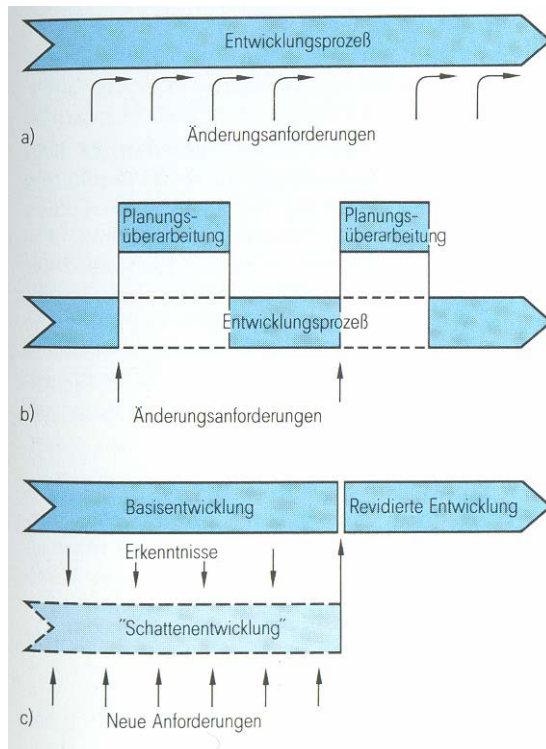 Entwicklungsprozeß
a)
Änderungsanforderungen
Planungs-
überarbeitung
Planungs-
überarbeitung
Entwicklungsprozeß
b)
Änderungsanforderungen
Basisentwicklung
Revidierte Entwicklung
Erkenntnisse
"Schattenentwicklung"
c)
Neue Anforderungen